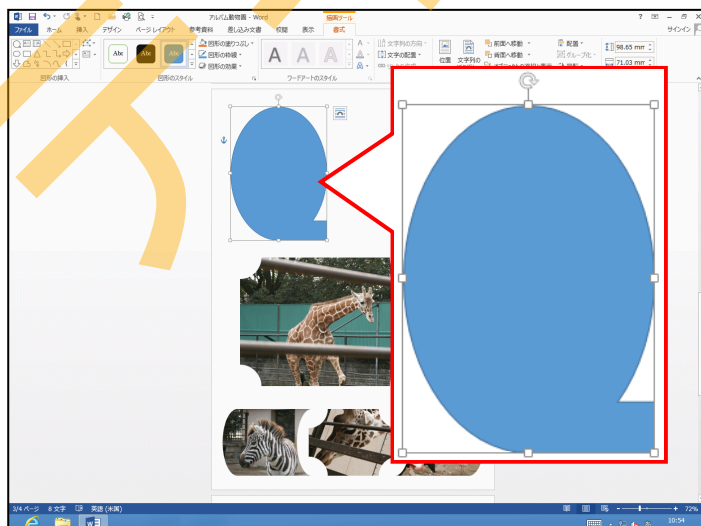 アルバム動物園 - Word
描画ツール
ファイル ホーム 挿入 デザイン ページ レイアウト 参考資料 差し込み文書 校閲 表示 書式
サインイン
図形の塗りつぶし
図形の枠線
図形の効果
Abc Abc Abc
A A A
文字列の方向
文字の配置
位置 文字列の
前面へ移動
背面へ移動
配置
グループ化
98.65 mm
71.03 mm
図形の挿入 図形のスタイル ワードアートのスタイル
3/4 ページ 8 文字 英語 (米国)
72%
10:54